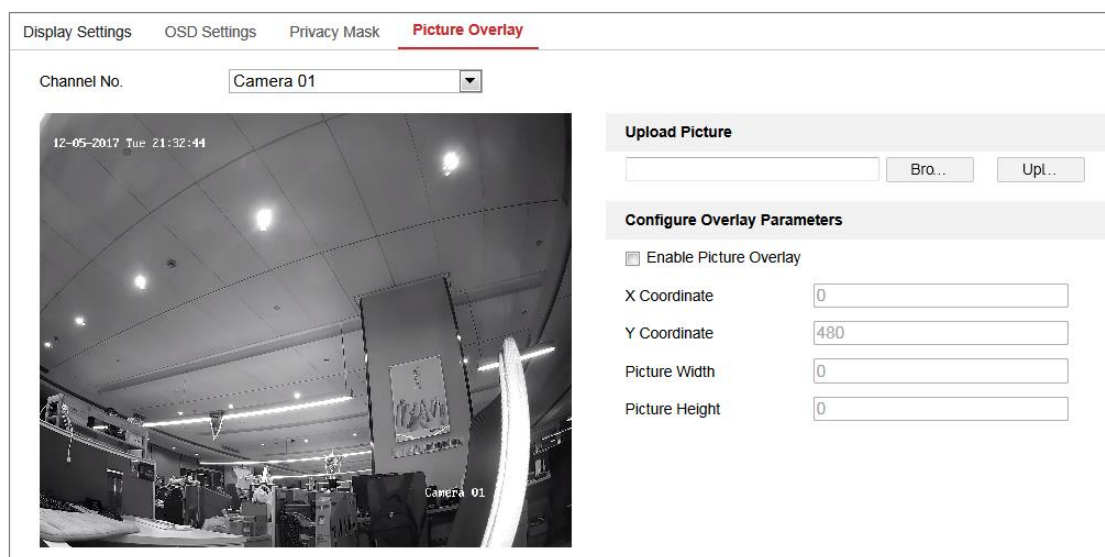 Display Settings OSD Settings Privacy Mask Picture Overlay
Channel No. Camera 01
12-05-2017 Tue 21:32:44
Camera 01
Upload Picture
Bro... Upl...
Configure Overlay Parameters
Enable Picture Overlay
X Coordinate 0
Y Coordinate 480
Picture Width 0
Picture Height 0